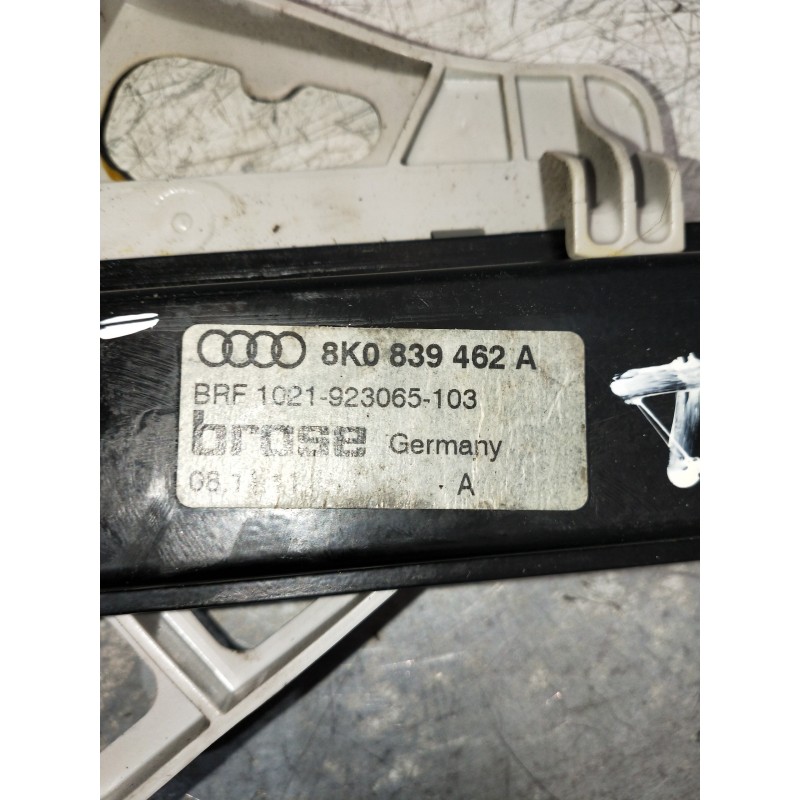 8K0 839 462 A
BRF 1021-923065-103
brose Germany
A